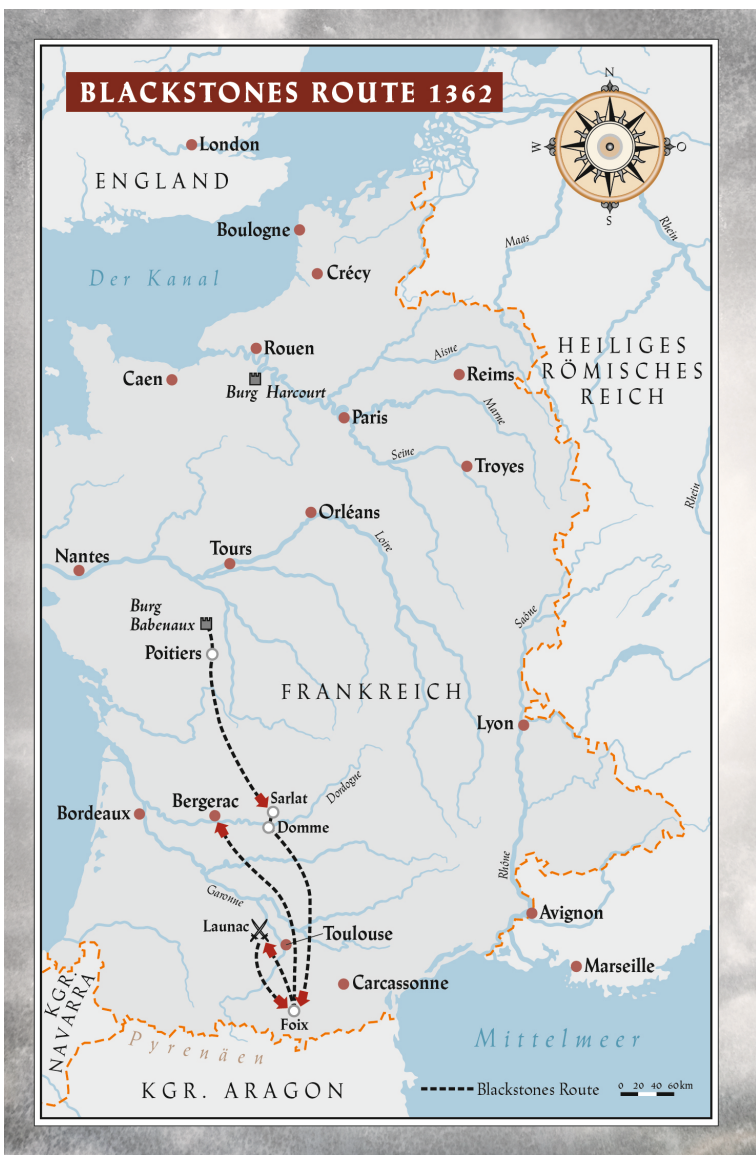 BLACKSTONES ROUTE 1362
N
W
O
S
London
ENGLAND
Boulogne
Maas
Rhein
Der Kanal
Crécy
Rouen
Aisne
HEILIGES
RÖMISCHES
REICH
Caen
Burg Harcourt
Reims
Paris
Marne
Seine
Troyes
Rhein
Orléans
Loire
Nantes
Tours
Burg
Babenaux
Saône
Poitiers
FRANKREICH
Lyon
Dordogne
Bergerac
Sarlat
Bordeaux
Domme
Rhône
Garonne
Launac
Toulouse
Avignon
Carcassonne
Marseille
KGR.
NAVARRA
Foix
Pyrenäen
Mittelmeer
KGR. ARAGON
Blackstones Route
0 20 40 60 km